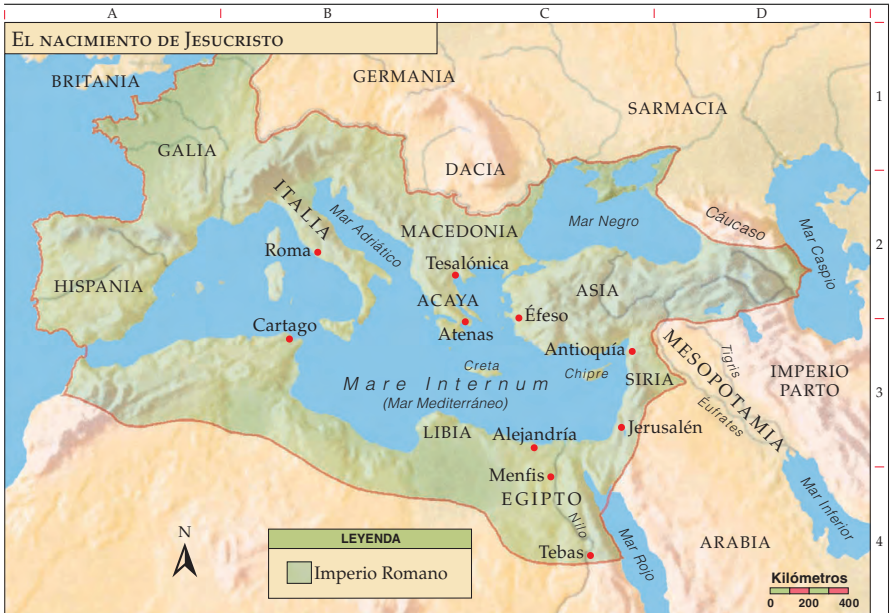 A B C D
EL NACIMIENTO DE JESUCRISTO
1
2
3
4
BRITANIA
GERMANIA
SARMACIA
GALIA
DACIA
ITALIA
Mar Adriático
Mar Negro
Cáucaso
Mar Caspio
MACEDONIA
Roma
Tesalónica
HISPANIA
ASIA
ACAYA
Éfeso
Cartago
Atenas
Antioquía
MESOPOTAMIA
Tigris
IMPERIO
PARTO
Creta
Chipre
SIRIA
Mare Internum
(Mar Mediterráneo)
Éufrates
LIBIA
Alejandría
Jerusalén
Menfis
EGIPTO
Mar Inferior
Nilo
Mar Rojo
ARABIA
Tebas
N
LEYENDA
Imperio Romano
Kilómetros
0 200 400